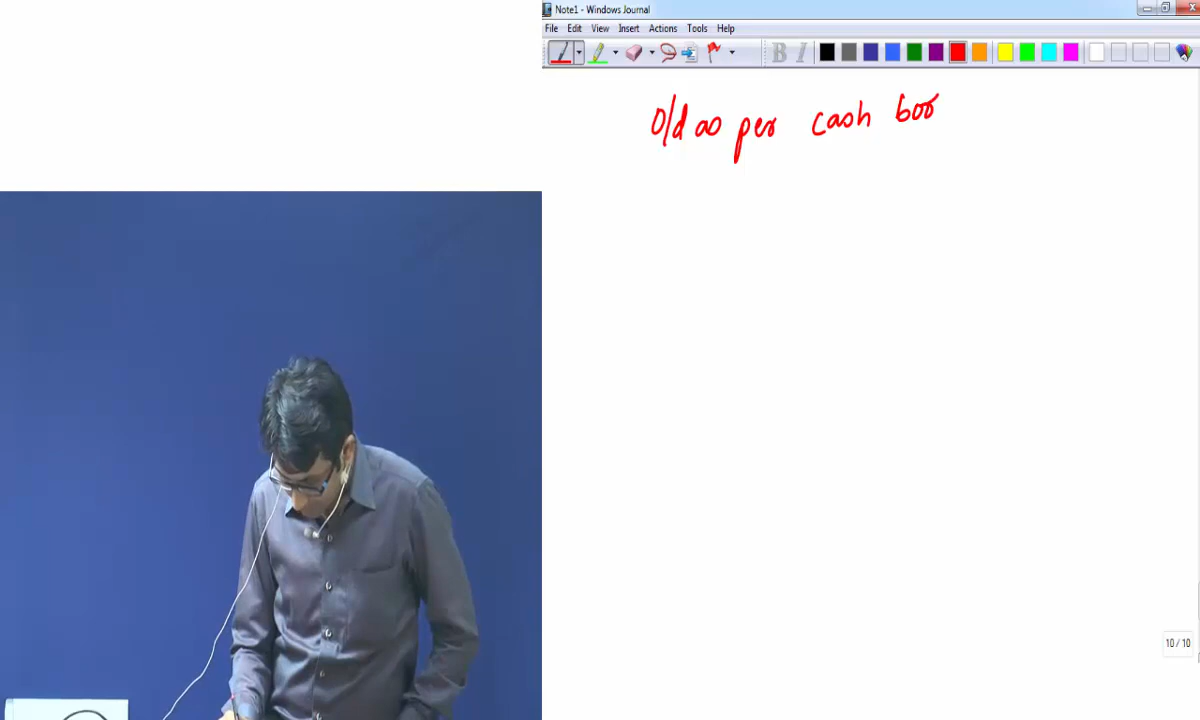 Note1 - Windows Journal
File Edit View Insert Actions Tools Help
B I
O/d as per cash boo
10 / 10